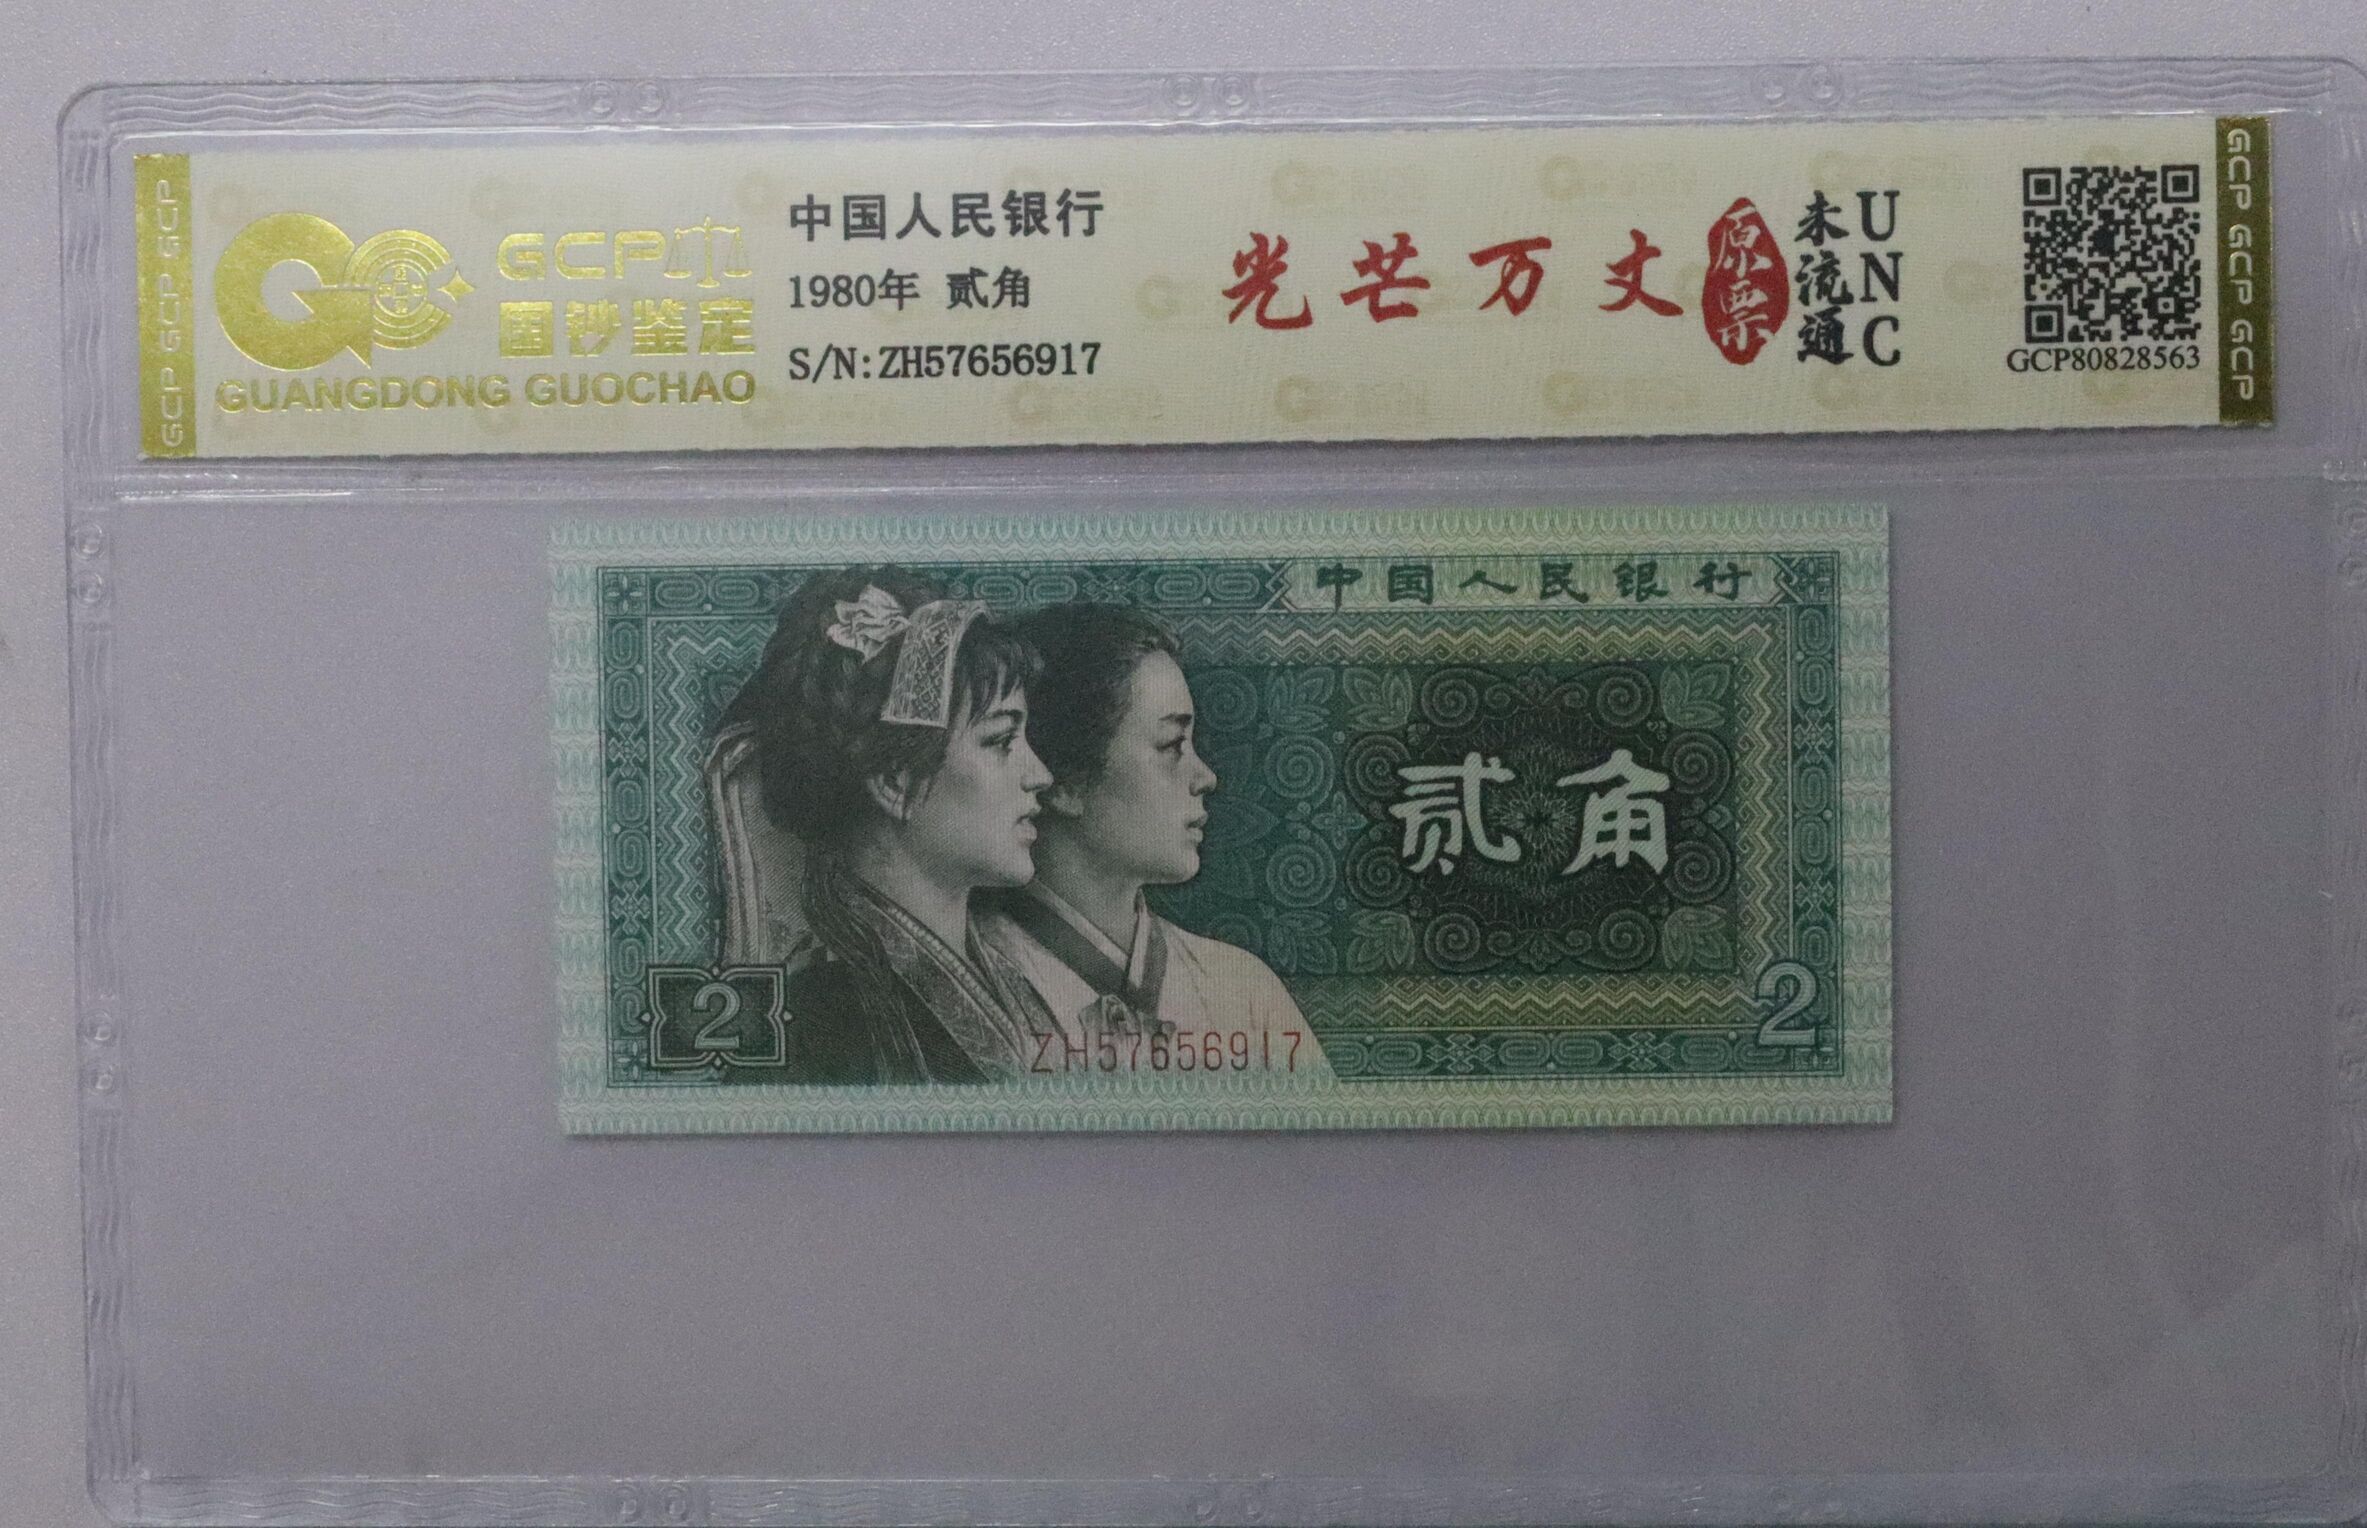 GCP GCP GCP
GCP
国钞鉴定
GUANGDONG GUOCHAO
中国人民银行
1980年 贰角
S/N:ZH57656917
光芒万丈
原票
未流通
UNC
GCP80828563
GCP GCP GCP
中国人民银行
贰角
2
2
ZH57656917